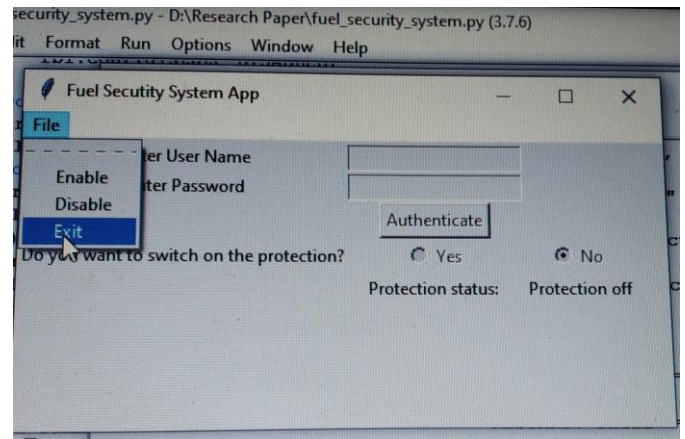 security_system.py - D:\Research Paper\fuel_security_system.py (3.7.6)
it Format Run Options Window Help
Fuel Secutity System App
File
ter User Name
Enable
nter Password
Disable
Authenticate
Exit
Do you want to switch on the protection? Yes No
Protection status: Protection off